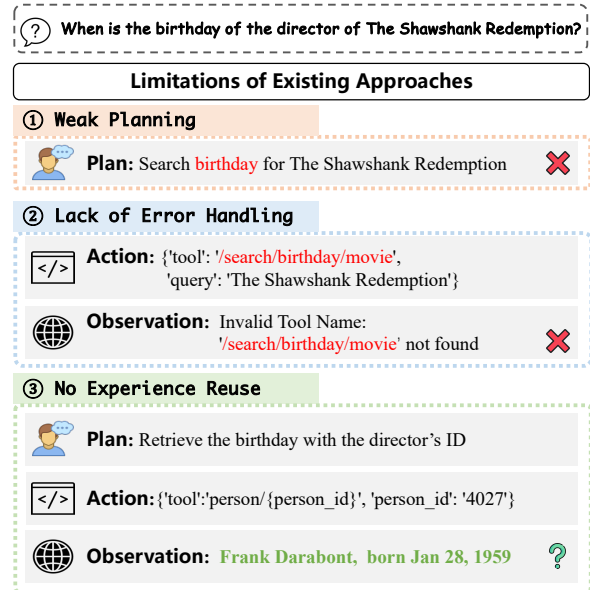 ? When is the birthday of the director of The Shawshank Redemption?
Limitations of Existing Approaches
① Weak Planning
Plan: Search birthday for The Shawshank Redemption
② Lack of Error Handling
</> Action: {'tool': '/search/birthday/movie',
'query': 'The Shawshank Redemption'}
Observation: Invalid Tool Name:
'/search/birthday/movie' not found
③ No Experience Reuse
Plan: Retrieve the birthday with the director's ID
</> Action:{'tool':'person/{person_id}', 'person_id': '4027'}
Observation: Frank Darabont, born Jan 28, 1959 ?